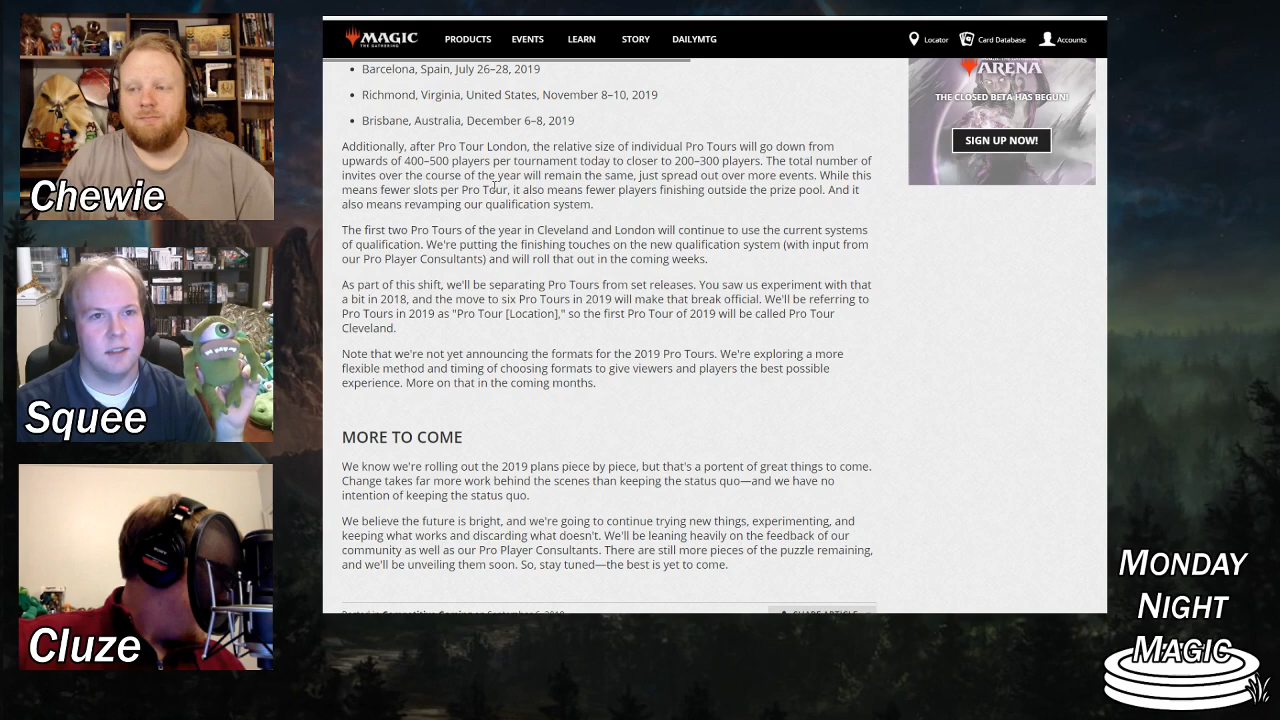 MAGIC
THE GATHERING
PRODUCTS
EVENTS
LEARN
STORY
DAILYMTG
Locator
Card Database
Accounts
• Barcelona, Spain, July 26–28, 2019
• Richmond, Virginia, United States, November 8–10, 2019
• Brisbane, Australia, December 6–8, 2019
Additionally, after Pro Tour London, the relative size of individual Pro Tours will go down from
upwards of 400–500 players per tournament today to closer to 200–300 players. The total number of
invites over the course of the year will remain the same, just spread out over more events. While this
means fewer slots per Pro Tour, it also means fewer players finishing outside the prize pool. And it
also means revamping our qualification system.
The first two Pro Tours of the year in Cleveland and London will continue to use the current systems
of qualification. We're putting the finishing touches on the new qualification system (with input from
our Pro Player Consultants) and will roll that out in the coming weeks.
As part of this shift, we'll be separating Pro Tours from set releases. You saw us experiment with that
a bit in 2018, and the move to six Pro Tours in 2019 will make that break official. We'll be referring to
Pro Tours in 2019 as "Pro Tour [Location]," so the first Pro Tour of 2019 will be called Pro Tour
Cleveland.
Note that we're not yet announcing the formats for the 2019 Pro Tours. We're exploring a more
flexible method and timing of choosing formats to give viewers and players the best possible
experience. More on that in the coming months.
MORE TO COME
We know we're rolling out the 2019 plans piece by piece, but that's a portent of great things to come.
Change takes far more work behind the scenes than keeping the status quo—and we have no
intention of keeping the status quo.
We believe the future is bright, and we're going to continue trying new things, experimenting, and
keeping what works and discarding what doesn't. We'll be leaning heavily on the feedback of our
community as well as our Pro Player Consultants. There are still more pieces of the puzzle remaining,
and we'll be unveiling them soon. So, stay tuned—the best is yet to come.
Posted in Competitive Gaming on September 6, 2018
SHARE ARTICLE
ARENA
THE CLOSED BETA HAS BEGUN!
SIGN UP NOW!
Chewie
Squee
Cluze
SONY
MONDAY
NIGHT
MAGIC